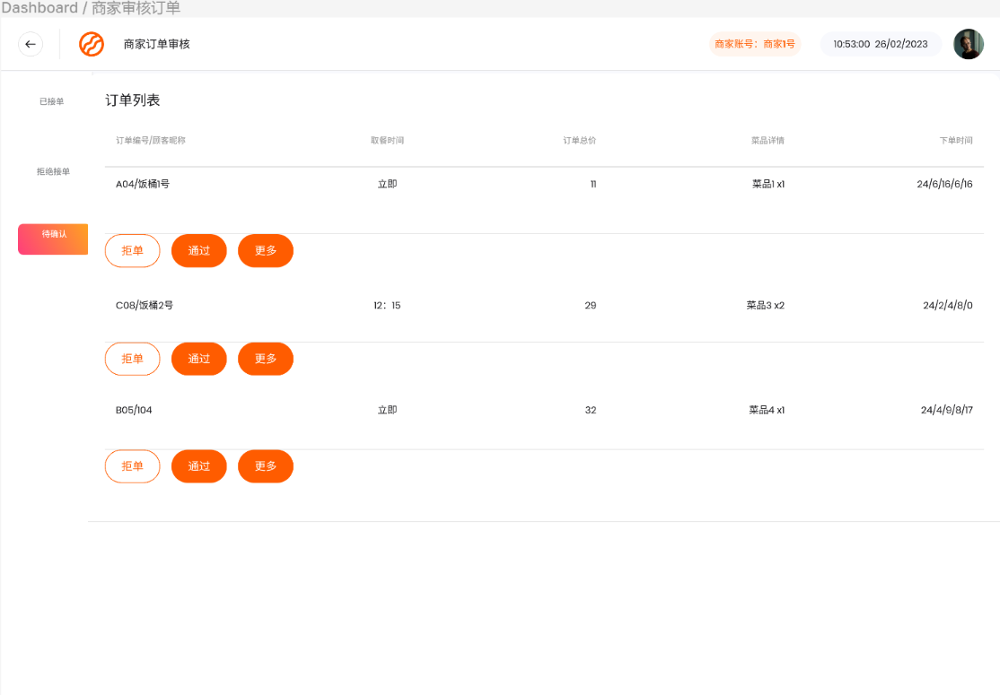 Dashboard / 商家审核订单
商家订单审核
商家账号：商家1号
10:53:00 26/02/2023
已接单
拒绝接单
待确认
订单列表
订单编号/顾客昵称 取餐时间 订单总价 菜品详情 下单时间
A04/饭桶1号 立即 11 菜品1 x1 24/6/16/6/16
拒单 通过 更多
C08/饭桶2号 12：15 29 菜品3 x2 24/2/4/8/0
拒单 通过 更多
B05/104 立即 32 菜品4 x1 24/4/9/8/17
拒单 通过 更多